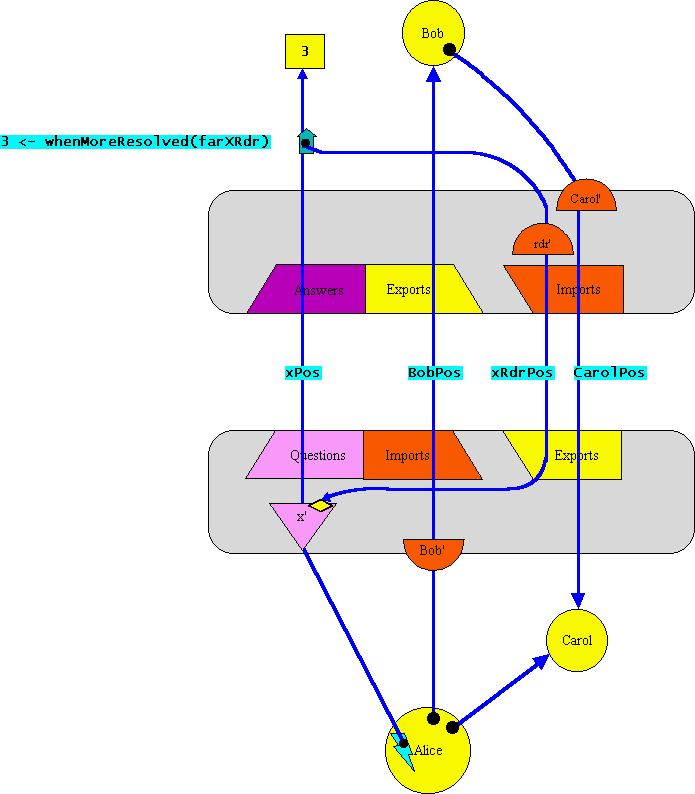 Bob
3
3 <- whenMoreResolved(farXRdr)
Carol'
rdr'
Answers
Exports
Imports
xPos
BobPos
xRdrPos
CarolPos
Questions
Imports
Exports
x'
Bob'
Carol
Alice